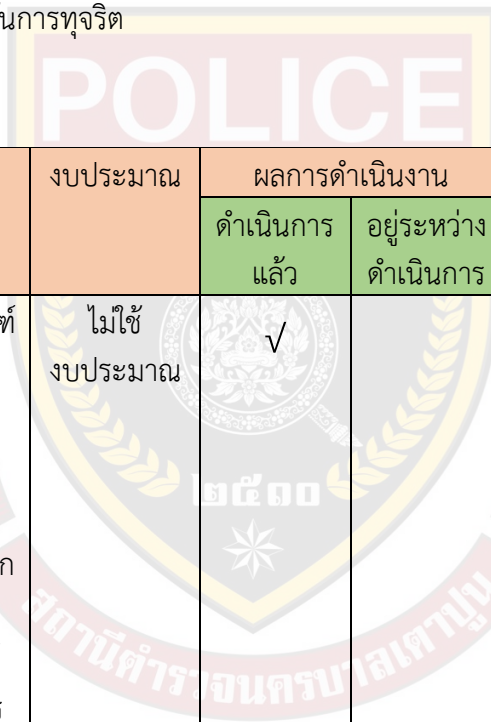 นการทุจริต
POLICE
งบประมาณ ผลการดำเนินงาน
ดำเนินการ อยู่ระหว่าง
แล้ว ดำเนินการ
ฑ์ ไม่ใช้ √
งบประมาณ
๒๕๐๐
ก
สถานีตำรวจนครบาลเตาปูน
ร